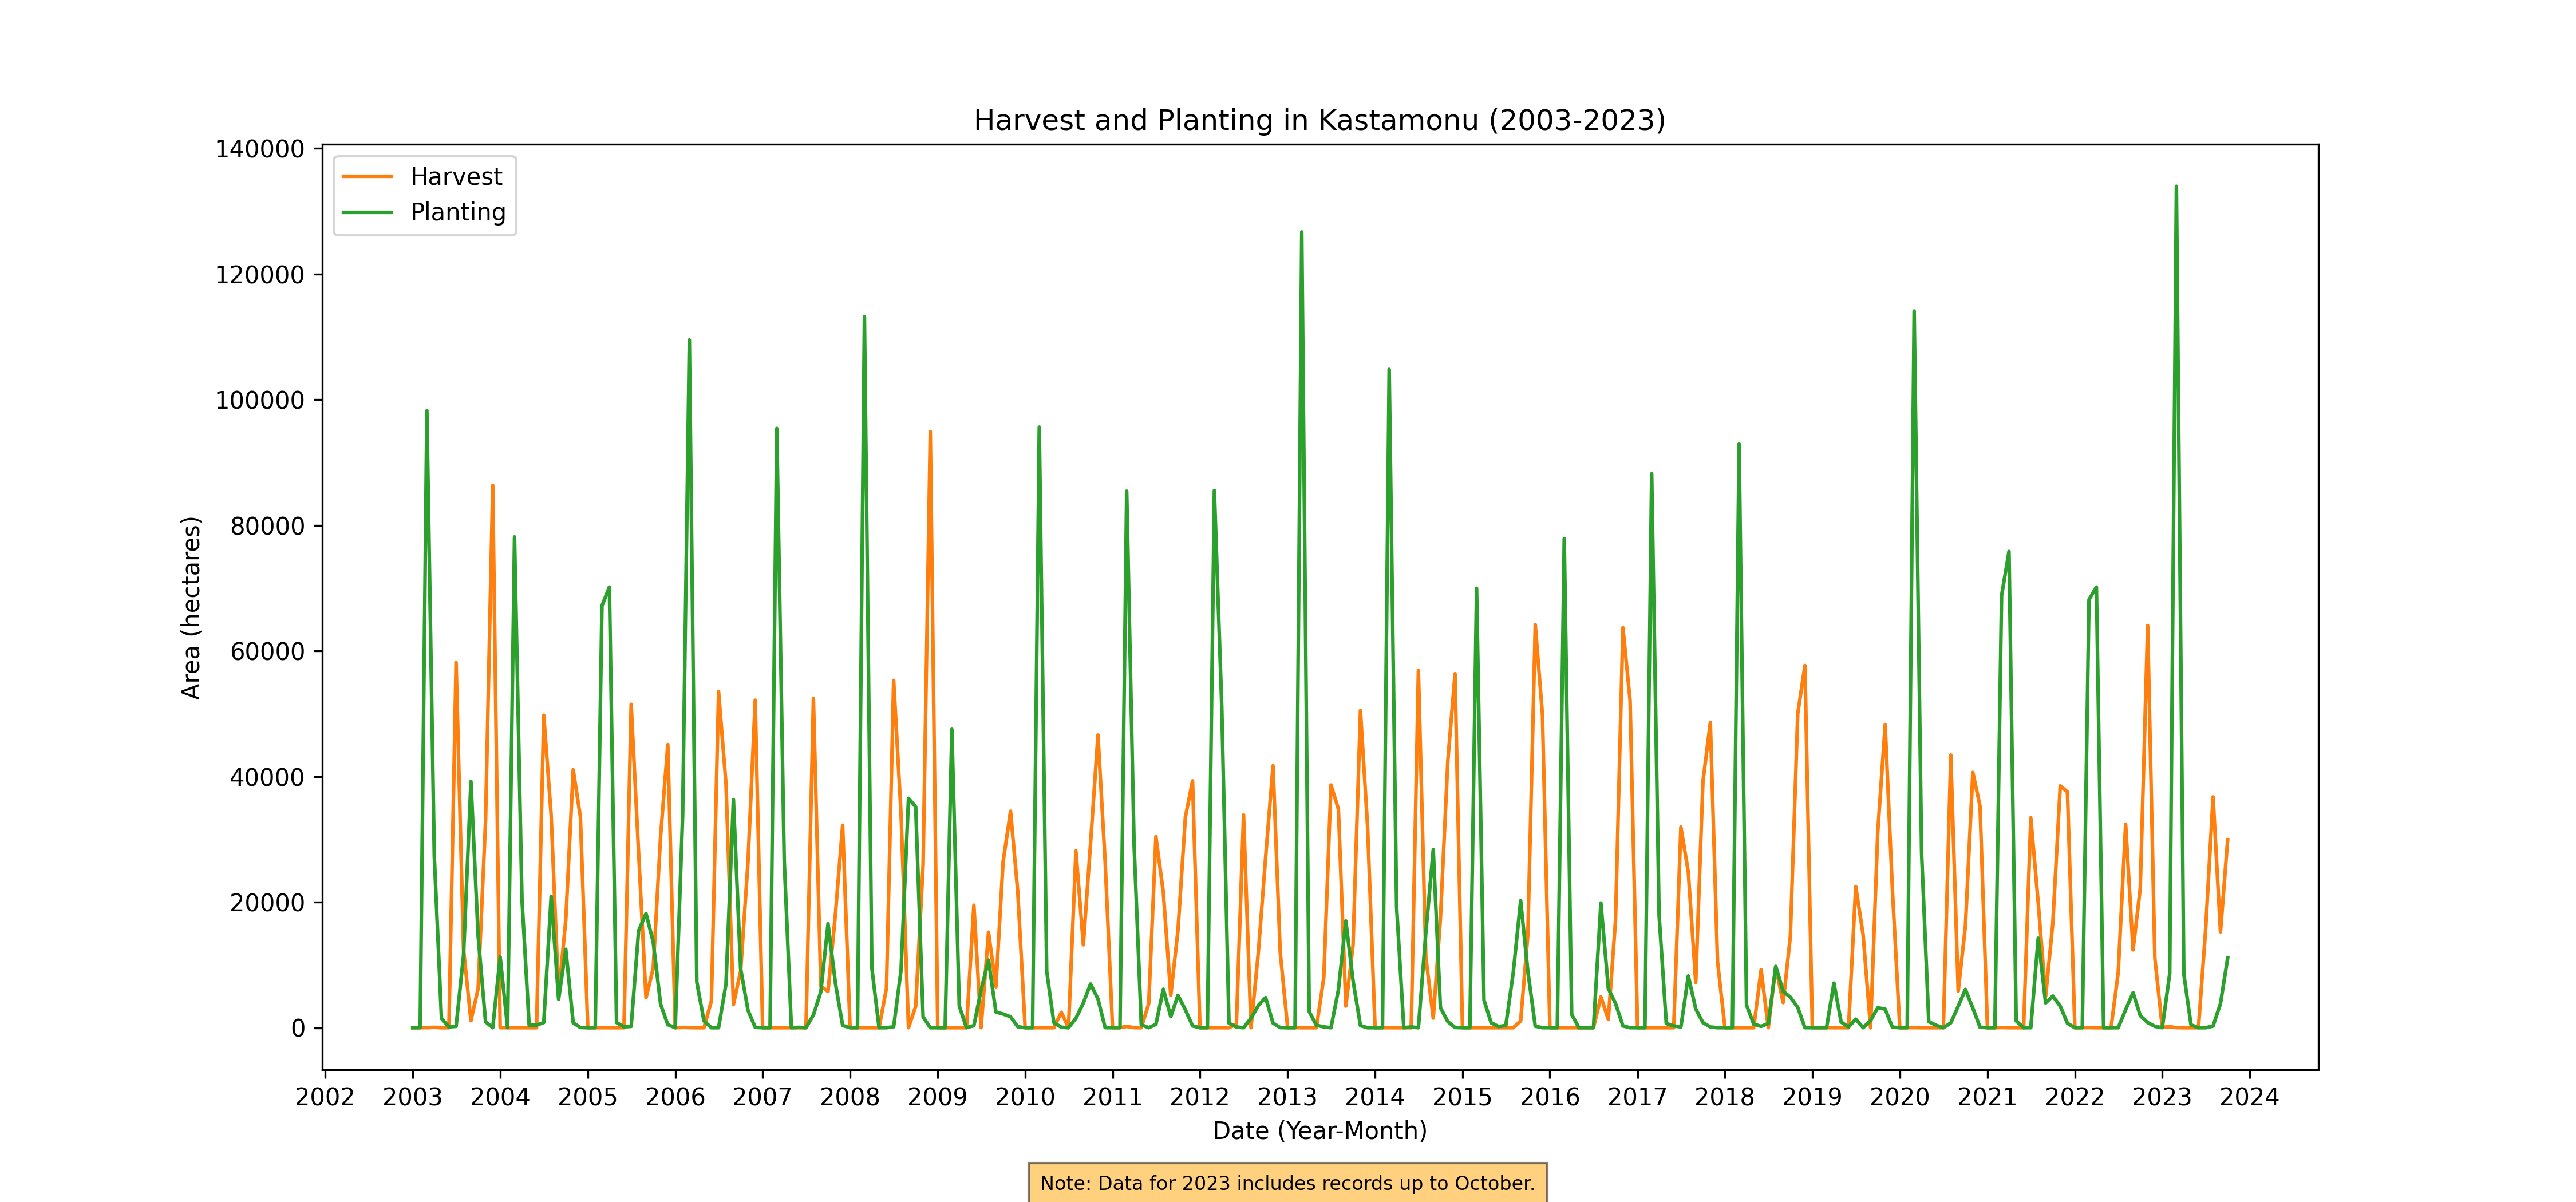 Harvest and Planting in Kastamonu (2003-2023)
140000
120000
100000
80000
60000
40000
20000
0
Area (hectares)
Harvest
Planting
2002 2003 2004 2005 2006 2007 2008 2009 2010 2011 2012 2013 2014 2015 2016 2017 2018 2019 2020 2021 2022 2023 2024
Date (Year-Month)
Note: Data for 2023 includes records up to October.